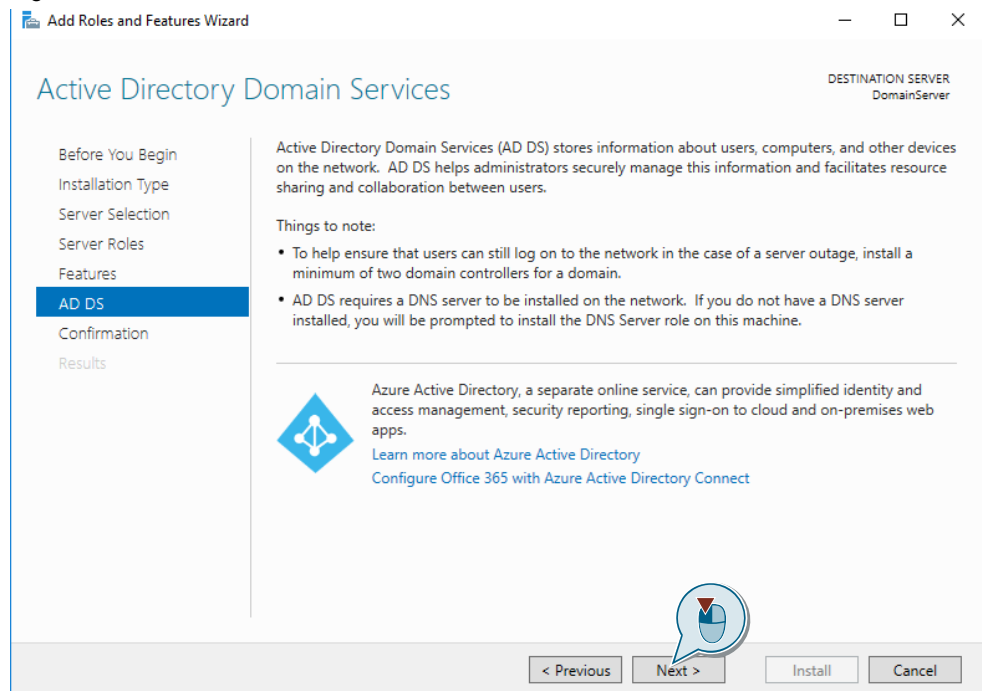 Add Roles and Features Wizard
Active Directory Domain Services
DESTINATION SERVER
DomainServer
Before You Begin
Installation Type
Server Selection
Server Roles
Features
AD DS
Confirmation
Results
Active Directory Domain Services (AD DS) stores information about users, computers, and other devices
on the network. AD DS helps administrators securely manage this information and facilitates resource
sharing and collaboration between users.
Things to note:
• To help ensure that users can still log on to the network in the case of a server outage, install a
minimum of two domain controllers for a domain.
• AD DS requires a DNS server to be installed on the network. If you do not have a DNS server
installed, you will be prompted to install the DNS Server role on this machine.
Azure Active Directory, a separate online service, can provide simplified identity and
access management, security reporting, single sign-on to cloud and on-premises web
apps.
Learn more about Azure Active Directory
Configure Office 365 with Azure Active Directory Connect
< Previous
Next >
Install
Cancel